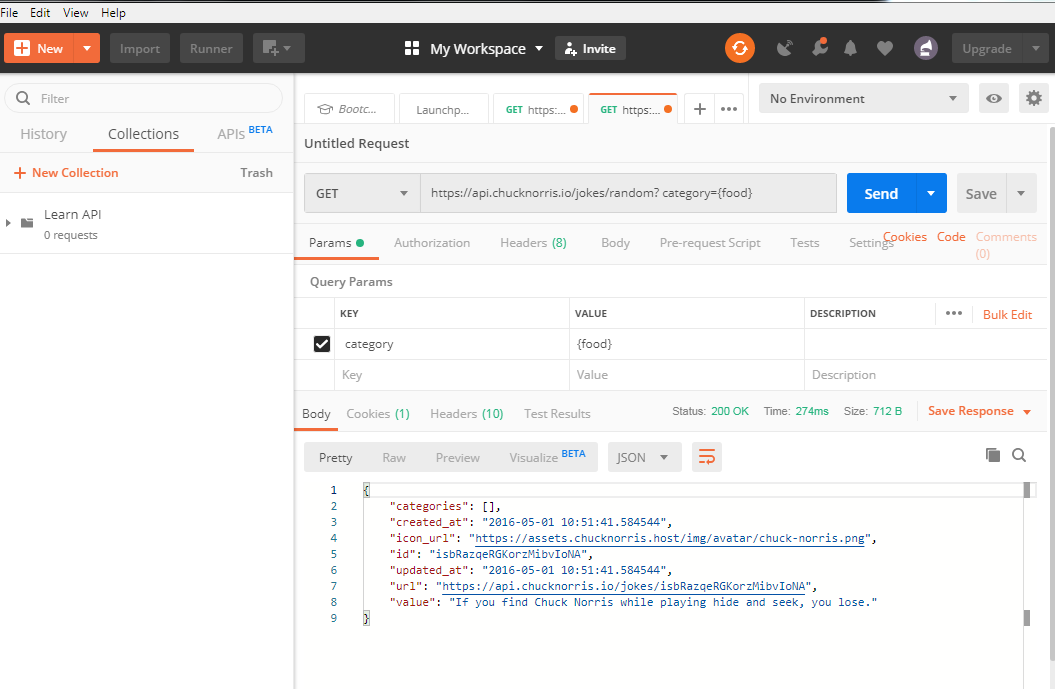 File Edit View Help
New Import Runner My Workspace Invite Upgrade
Filter
History Collections APIs BETA
New Collection Trash
Learn API
0 requests
Bootc... Launchp... GET https:... GET https:... No Environment
Untitled Request
GET https://api.chucknorris.io/jokes/random? category={food} Send Save
Params Authorization Headers (8) Body Pre-request Script Tests Settings Cookies Code Comments (0)
Query Params
KEY VALUE DESCRIPTION Bulk Edit
category {food}
Key Value Description
Body Cookies (1) Headers (10) Test Results Status: 200 OK Time: 274ms Size: 712 B Save Response
Pretty Raw Preview Visualize BETA JSON
1 {
2 "categories": [],
3 "created_at": "2016-05-01 10:51:41.584544",
4 "icon_url": "https://assets.chucknorris.host/img/avatar/chuck-norris.png",
5 "id": "isbRazqeRGKorzMibvIoNA",
6 "updated_at": "2016-05-01 10:51:41.584544",
7 "url": "https://api.chucknorris.io/jokes/isbRazqeRGKorzMibvIoNA",
8 "value": "If you find Chuck Norris while playing hide and seek, you lose."
9 }